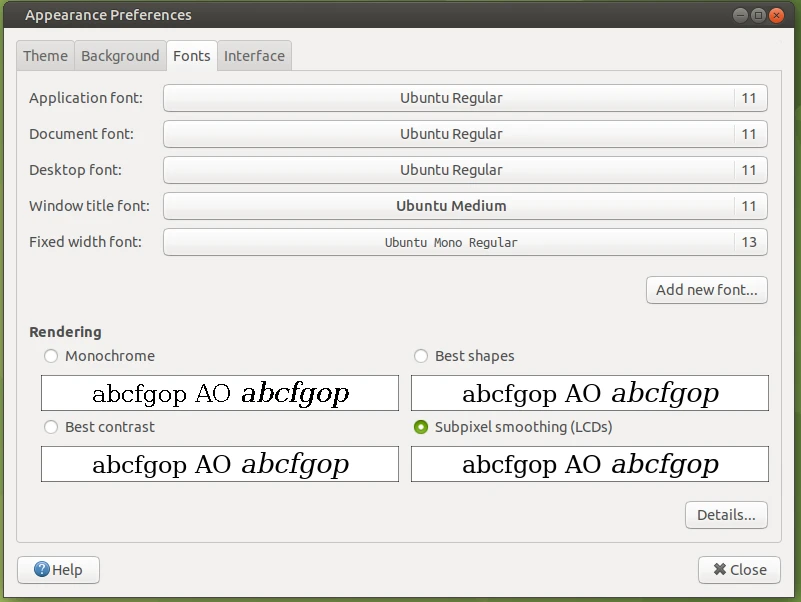 Appearance Preferences
Theme Background Fonts Interface
Application font: Ubuntu Regular 11
Document font: Ubuntu Regular 11
Desktop font: Ubuntu Regular 11
Window title font: Ubuntu Medium 11
Fixed width font: Ubuntu Mono Regular 13
Add new font...
Rendering
Monochrome Best shapes
abcfgop AO abcfgop abcfgop AO abcfgop
Best contrast Subpixel smoothing (LCDs)
abcfgop AO abcfgop abcfgop AO abcfgop
Details...
Help Close